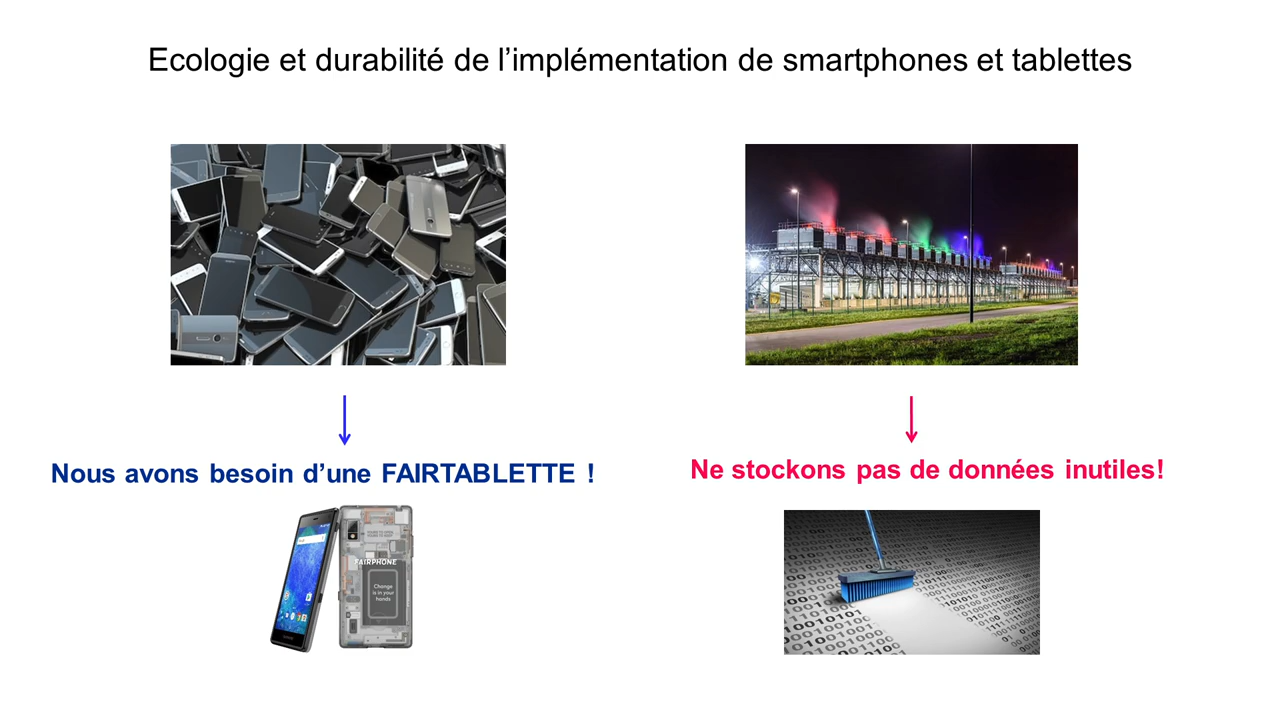 Ecologie et durabilité de l’implémentation de smartphones et tablettes
Nous avons besoin d’une FAIRTABLETTE !
Ne stockons pas de données inutiles!
FAIRPHONE
Change
is in your
hands